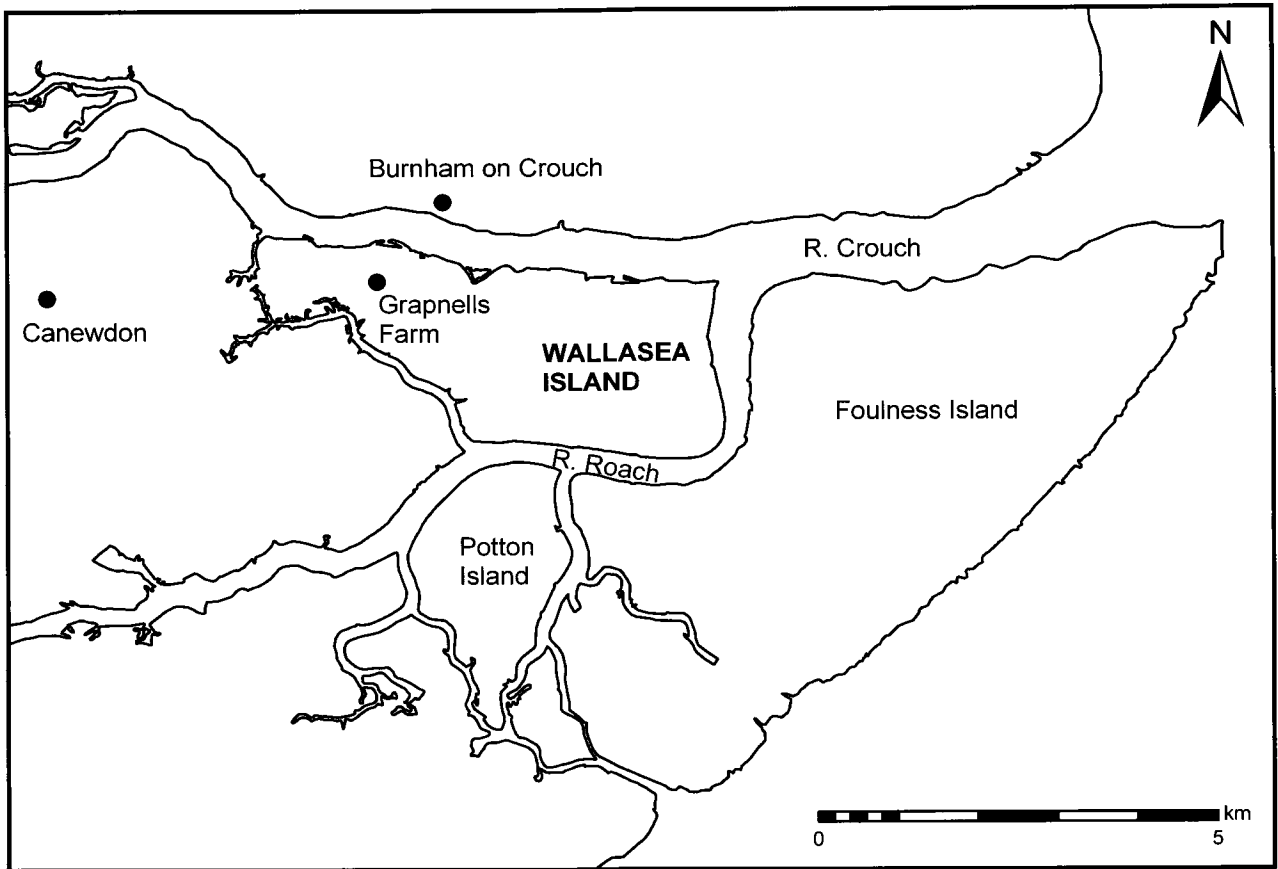 N
Burnham on Crouch
R. Crouch
Grapnells
Farm
Canewdon
WALLASEA
ISLAND
Foulness Island
R. Roach
Potton
Island
km
0
5